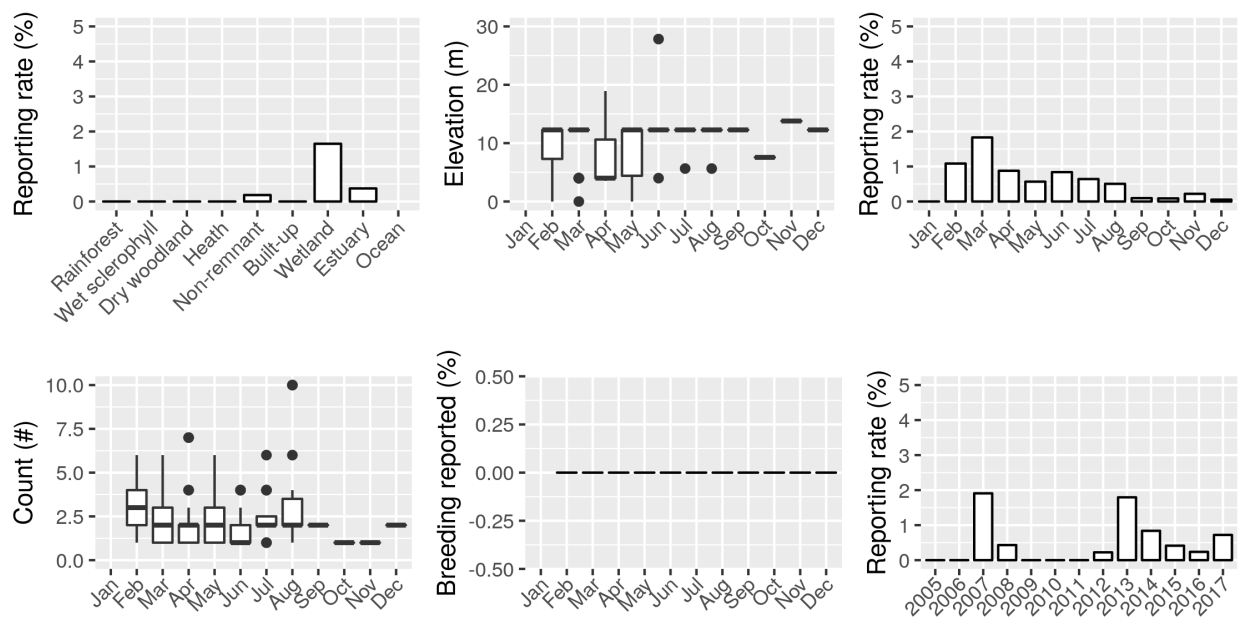 Reporting rate (%)
5
4
3
2
1
0
Rainforest
Wet sclerophyll
Dry woodland
Heath
Non-remnant
Built-up
Wetland
Estuary
Ocean
Elevation (m)
30
20
10
0
Jan
Feb
Mar
Apr
May
Jun
Jul
Aug
Sep
Oct
Nov
Dec
Reporting rate (%)
5
4
3
2
1
0
Jan
Feb
Mar
Apr
May
Jun
Jul
Aug
Sep
Oct
Nov
Dec
Count (#)
10.0
7.5
5.0
2.5
0.0
Jan
Feb
Mar
Apr
May
Jun
Jul
Aug
Sep
Oct
Nov
Dec
Breeding reported (%)
0.50
0.25
0.00
-0.25
-0.50
Jan
Feb
Mar
Apr
May
Jun
Jul
Aug
Sep
Oct
Nov
Dec
Reporting rate (%)
5
4
3
2
1
0
2005
2006
2007
2008
2009
2010
2011
2012
2013
2014
2015
2016
2017